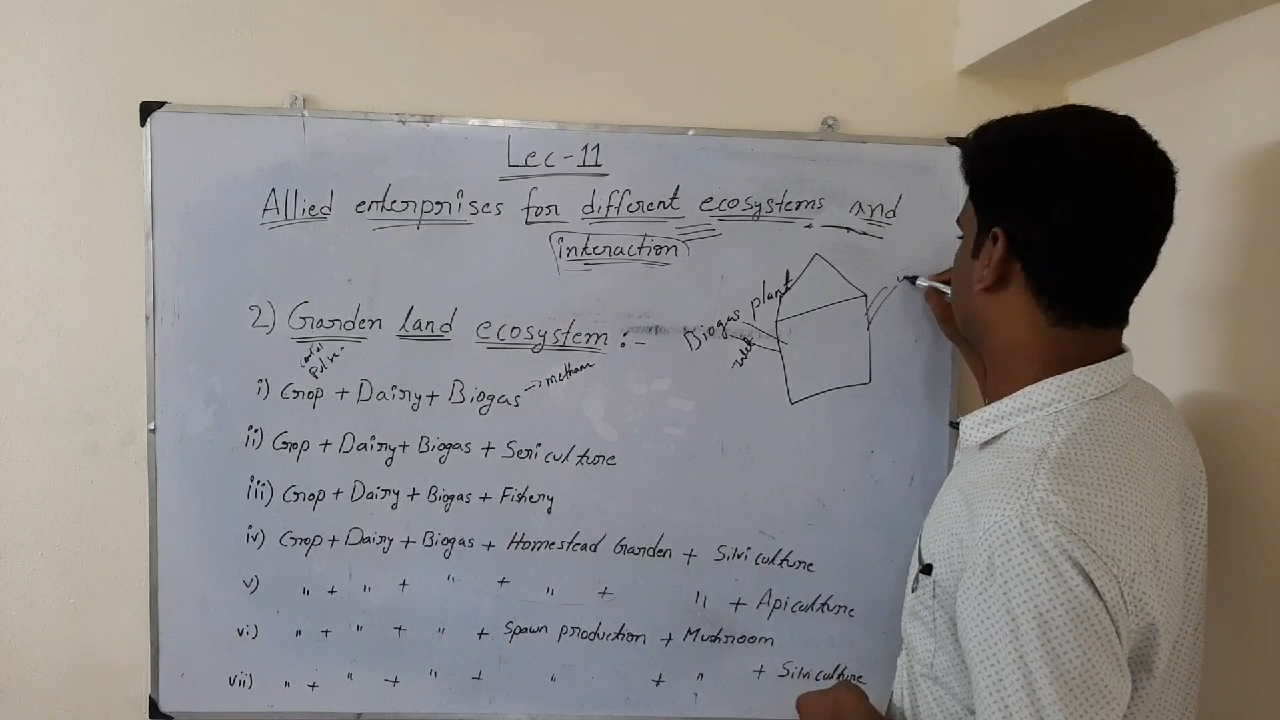 Lec-11
Allied enterprises for different ecosystems and
interaction
2) Garden land ecosystem :-
i) Crop + Dairy + Biogas → methane
ii) Crop + Dairy + Biogas + Sericulture
iii) Crop + Dairy + Biogas + Fishery
iv) Crop + Dairy + Biogas + Homestead Garden + Silviculture
v) " + " + " + " + " + Apiculture
vi) " + " + " + Spawn production + Mushroom
vii) " + " + " + " + " + Silviculture
Biogas plant
inlet